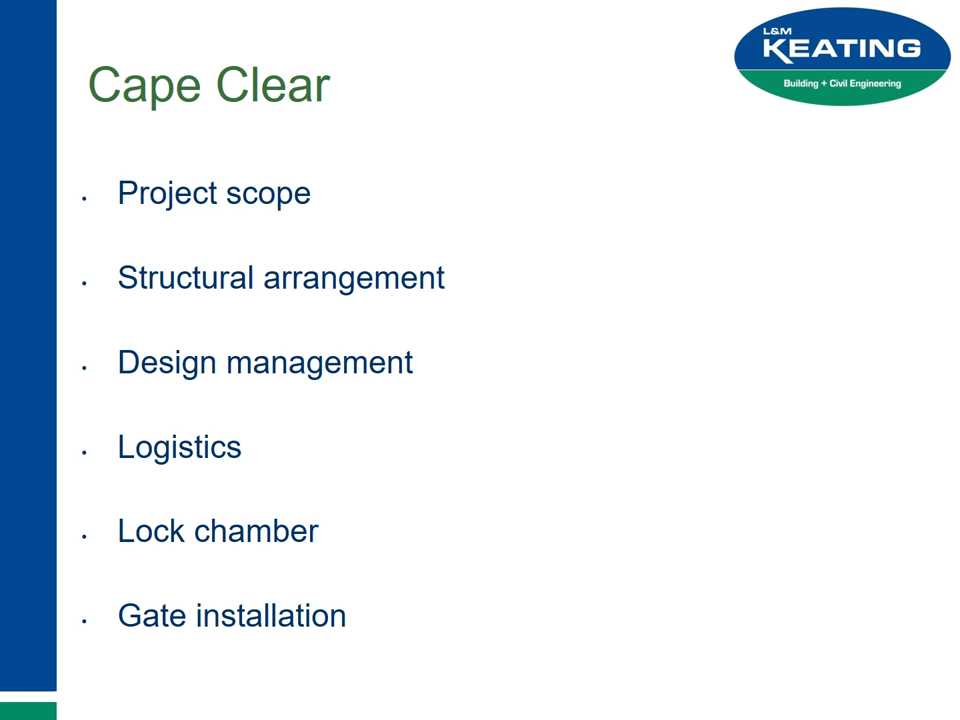 L&M
KEATING
Building + Civil Engineering
Cape Clear
• Project scope
• Structural arrangement
• Design management
• Logistics
• Lock chamber
• Gate installation